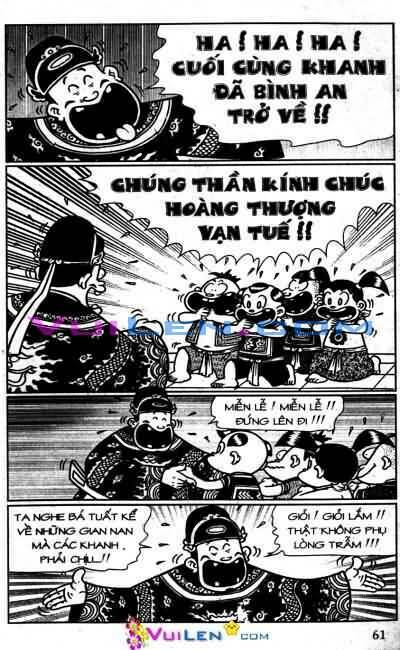 HA! HA! HA!
CUỐI CÙNG KHANH
ĐÃ BÌNH AN
TRỞ VỀ!!
CHÚNG THẦN KÍNH CHÚC
HOÀNG THƯỢNG
VẠN TUẾ!!
VUILEN.COM
MIỄN LỄ! MIỄN LỄ!!
ĐỨNG LÊN ĐI!!!
TA NGHE BÁ TUẤT KỂ
VỀ NHỮNG GIAN NAN
MÀ CÁC KHANH,
PHẢI CHỊU...!!
GIỎI! GIỎI LẮM!!
THẬT KHÔNG PHỤ
LÒNG TRẪM!!!
61
VUILEN.COM